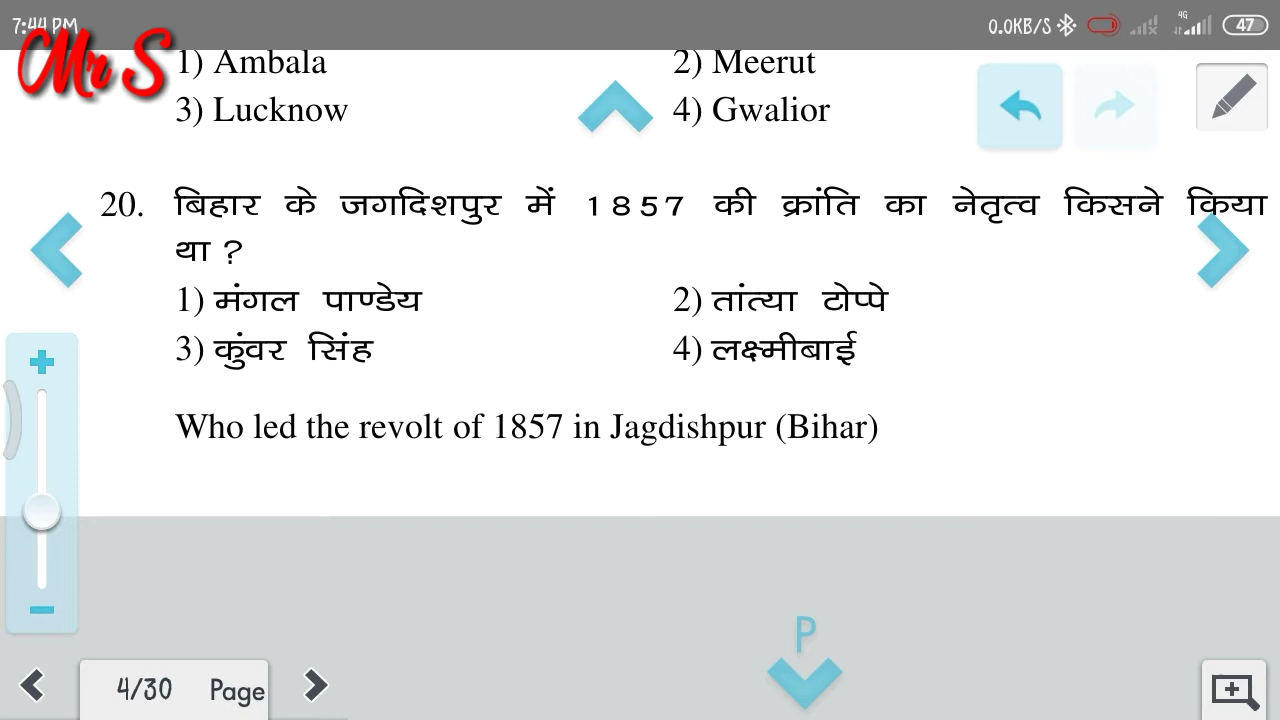 7:44 PM 0.0KB/S 4G 47
Mr S
1) Ambala 2) Meerut
3) Lucknow 4) Gwalior
20. बिहार के जगदिशपुर में 1857 की क्रांति का नेतृत्व किसने किया
था ?
1) मंगल पाण्डेय 2) तांत्या टोप्पे
3) कुंवर सिंह 4) लक्ष्मीबाई
Who led the revolt of 1857 in Jagdishpur (Bihar)
P
4/30 Page